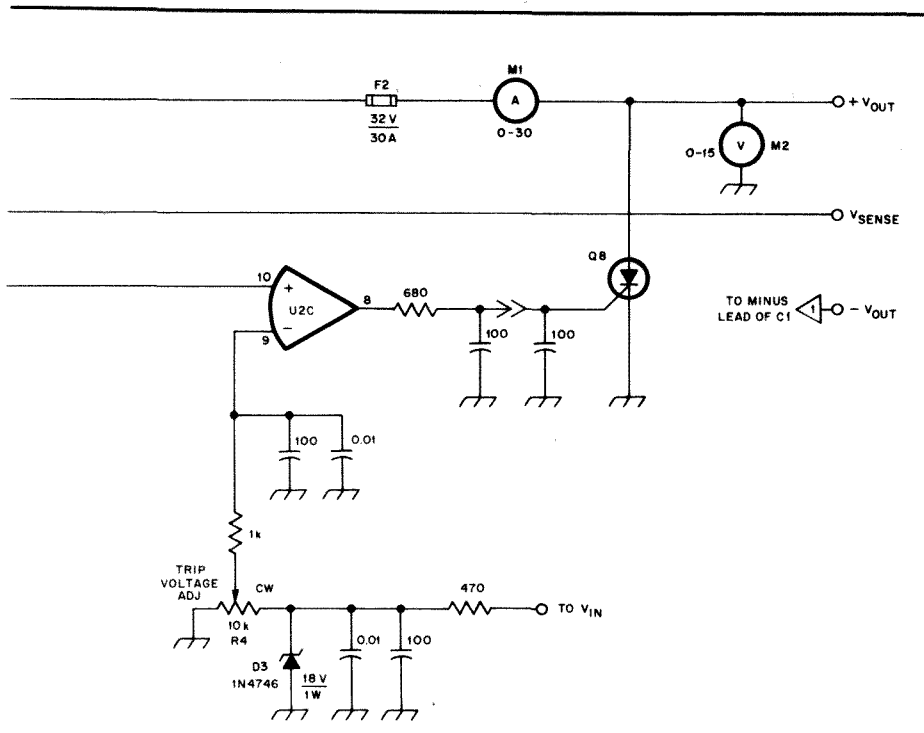 M1
F2
A
+ VOUT
32 V
30 A
0-30
0-15
V
M2
VSENSE
Q8
10
+
U2C
8
680
−
9
TO MINUS
LEAD OF C1
1
− VOUT
100
100
100
0.01
1k
TRIP
VOLTAGE
ADJ
CW
470
TO VIN
10k
R4
0.01
100
D3
1N4746
18 V
1W